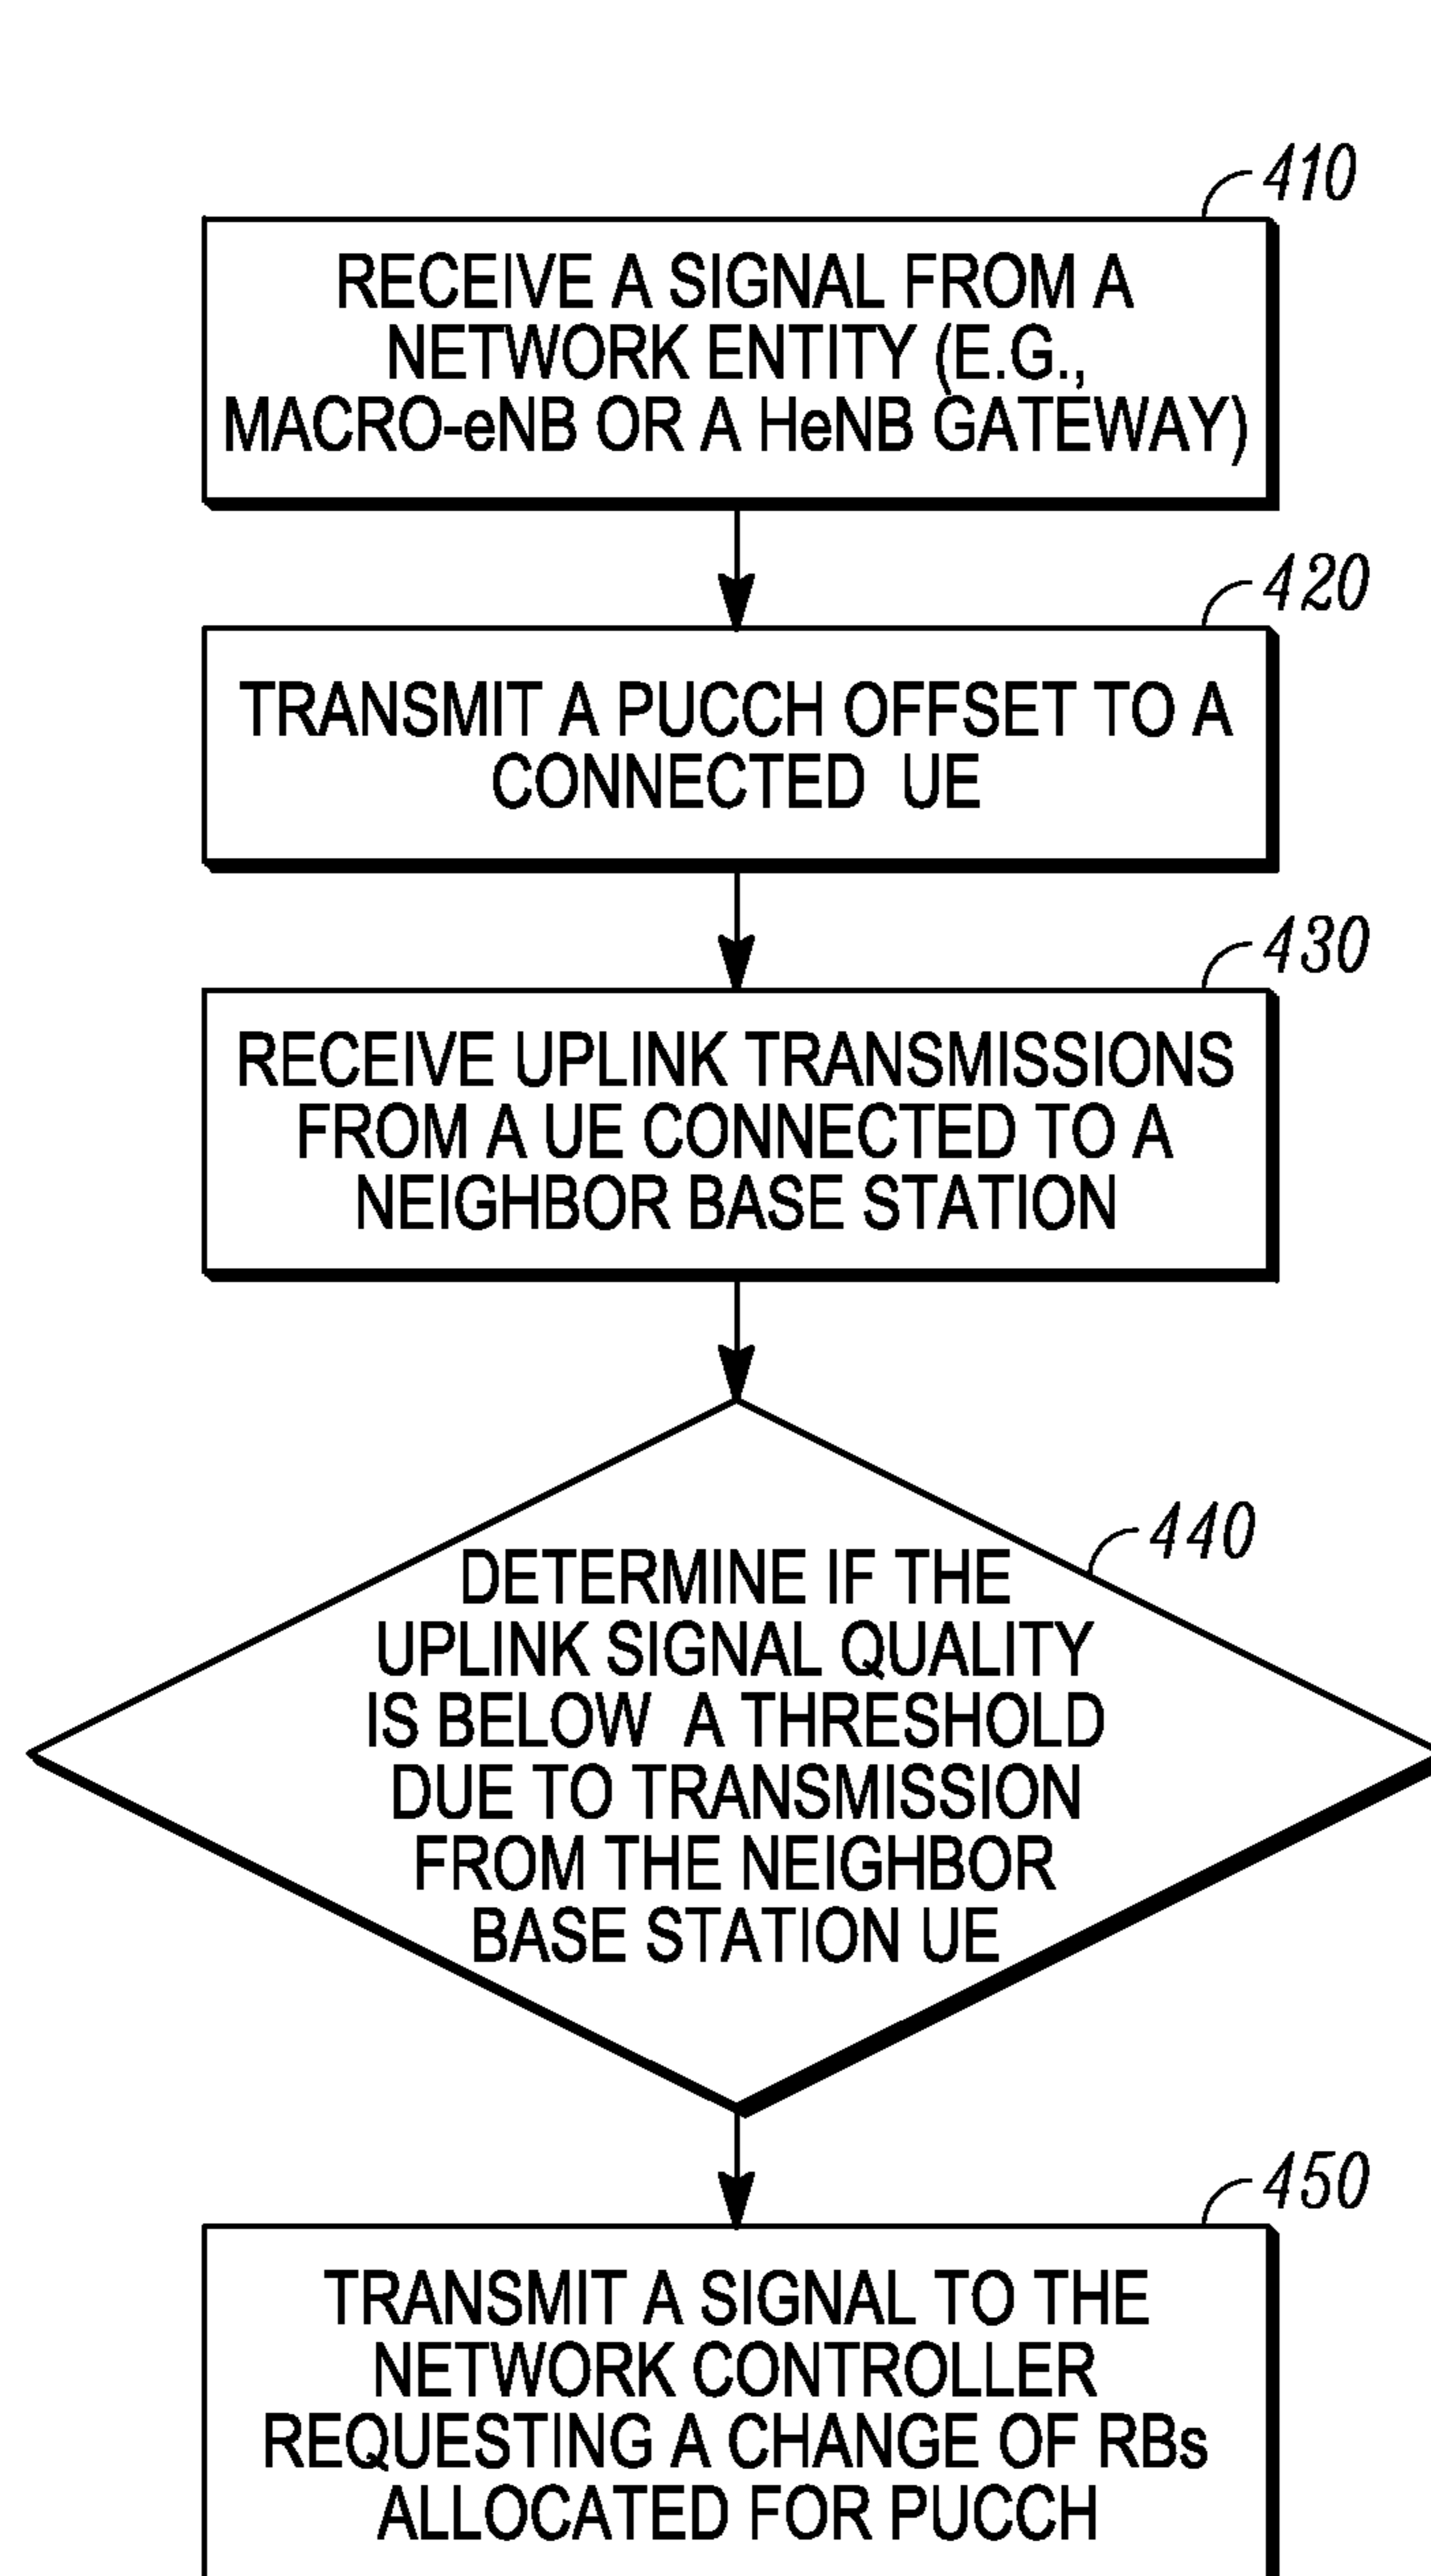 410
RECEIVE A SIGNAL FROM A
NETWORK ENTITY (E.G.,
MACRO-eNB OR A HeNB GATEWAY)
420
TRANSMIT A PUCCH OFFSET TO A
CONNECTED UE
430
RECEIVE UPLINK TRANSMISSIONS
FROM A UE CONNECTED TO A
NEIGHBOR BASE STATION
440
DETERMINE IF THE
UPLINK SIGNAL QUALITY
IS BELOW A THRESHOLD
DUE TO TRANSMISSION
FROM THE NEIGHBOR
BASE STATION UE
450
TRANSMIT A SIGNAL TO THE
NETWORK CONTROLLER
REQUESTING A CHANGE OF RBs
ALLOCATED FOR PUCCH